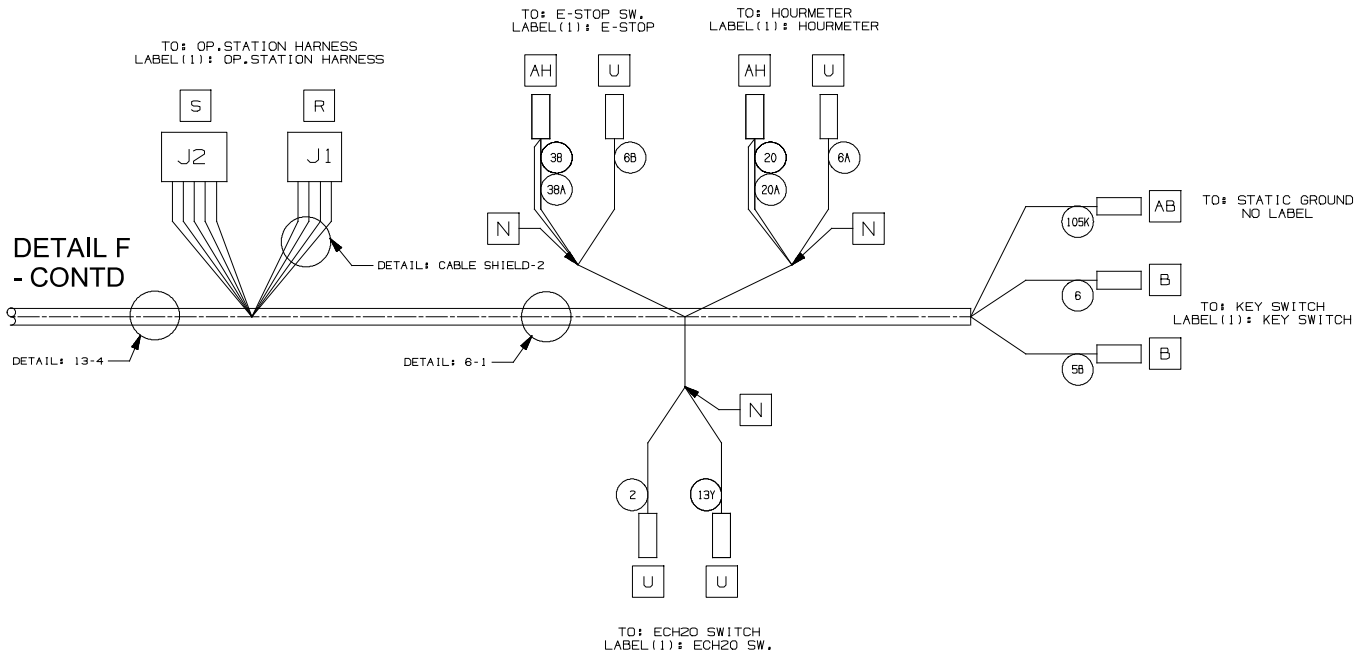 TO: E-STOP SW.
LABEL(1): E-STOP
TO: HOURMETER
LABEL(1): HOURMETER
TO: OP.STATION HARNESS
LABEL(1): OP.STATION HARNESS
AH
U
AH
U
S
R
J2
J1
38
38A
6B
20
20A
6A
N
N
105K
AB
TO: STATIC GROUND
NO LABEL
DETAIL F
- CONTD
DETAIL: CABLE SHIELD-2
6
B
TO: KEY SWITCH
LABEL(1): KEY SWITCH
DETAIL: 13-4
DETAIL: 6-1
5B
B
N
2
13Y
U
U
TO: ECH2O SWITCH
LABEL(1): ECH2O SW.